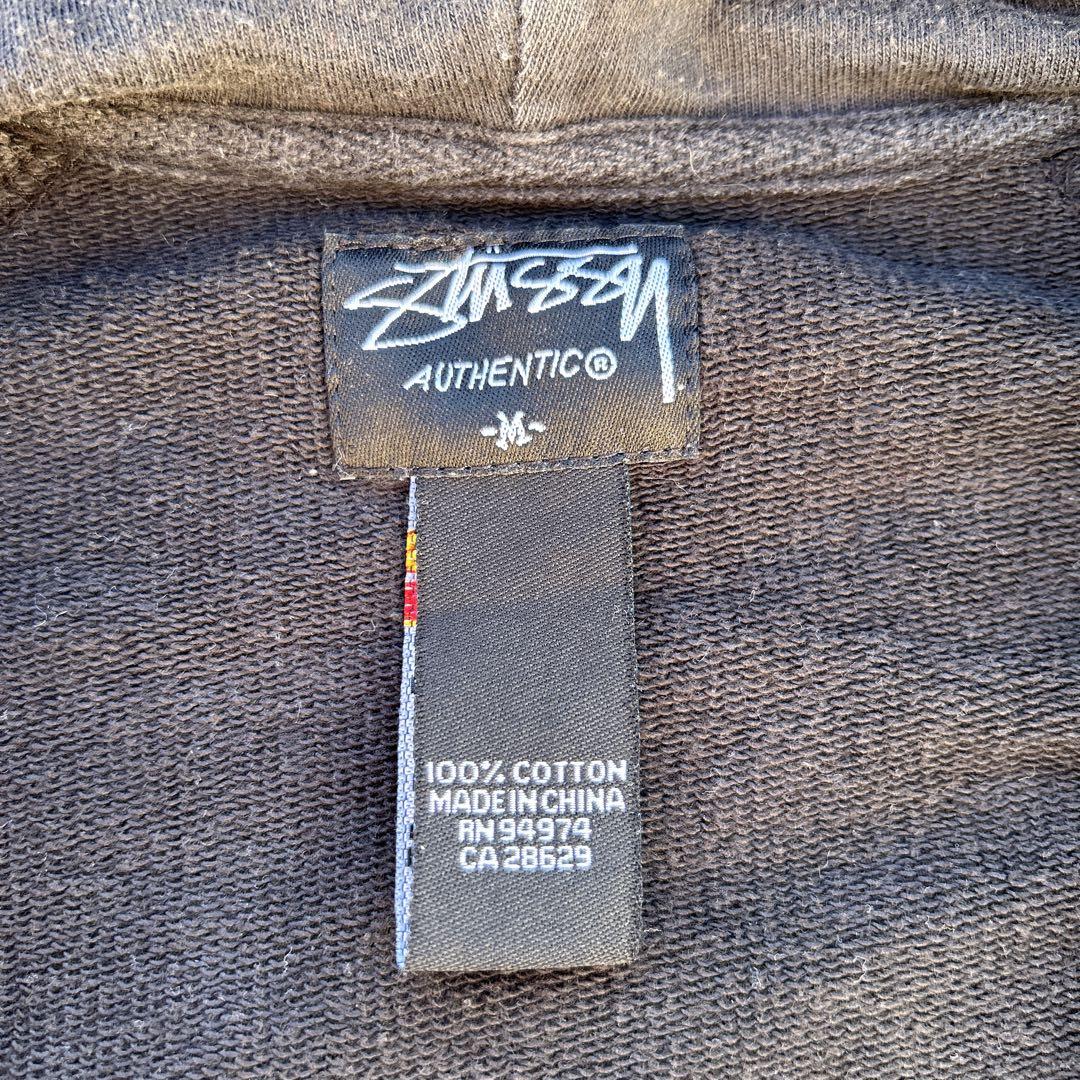 Stüssy
AUTHENTIC®
-M-
100% COTTON
MADE IN CHINA
RN 94974
CA 28629